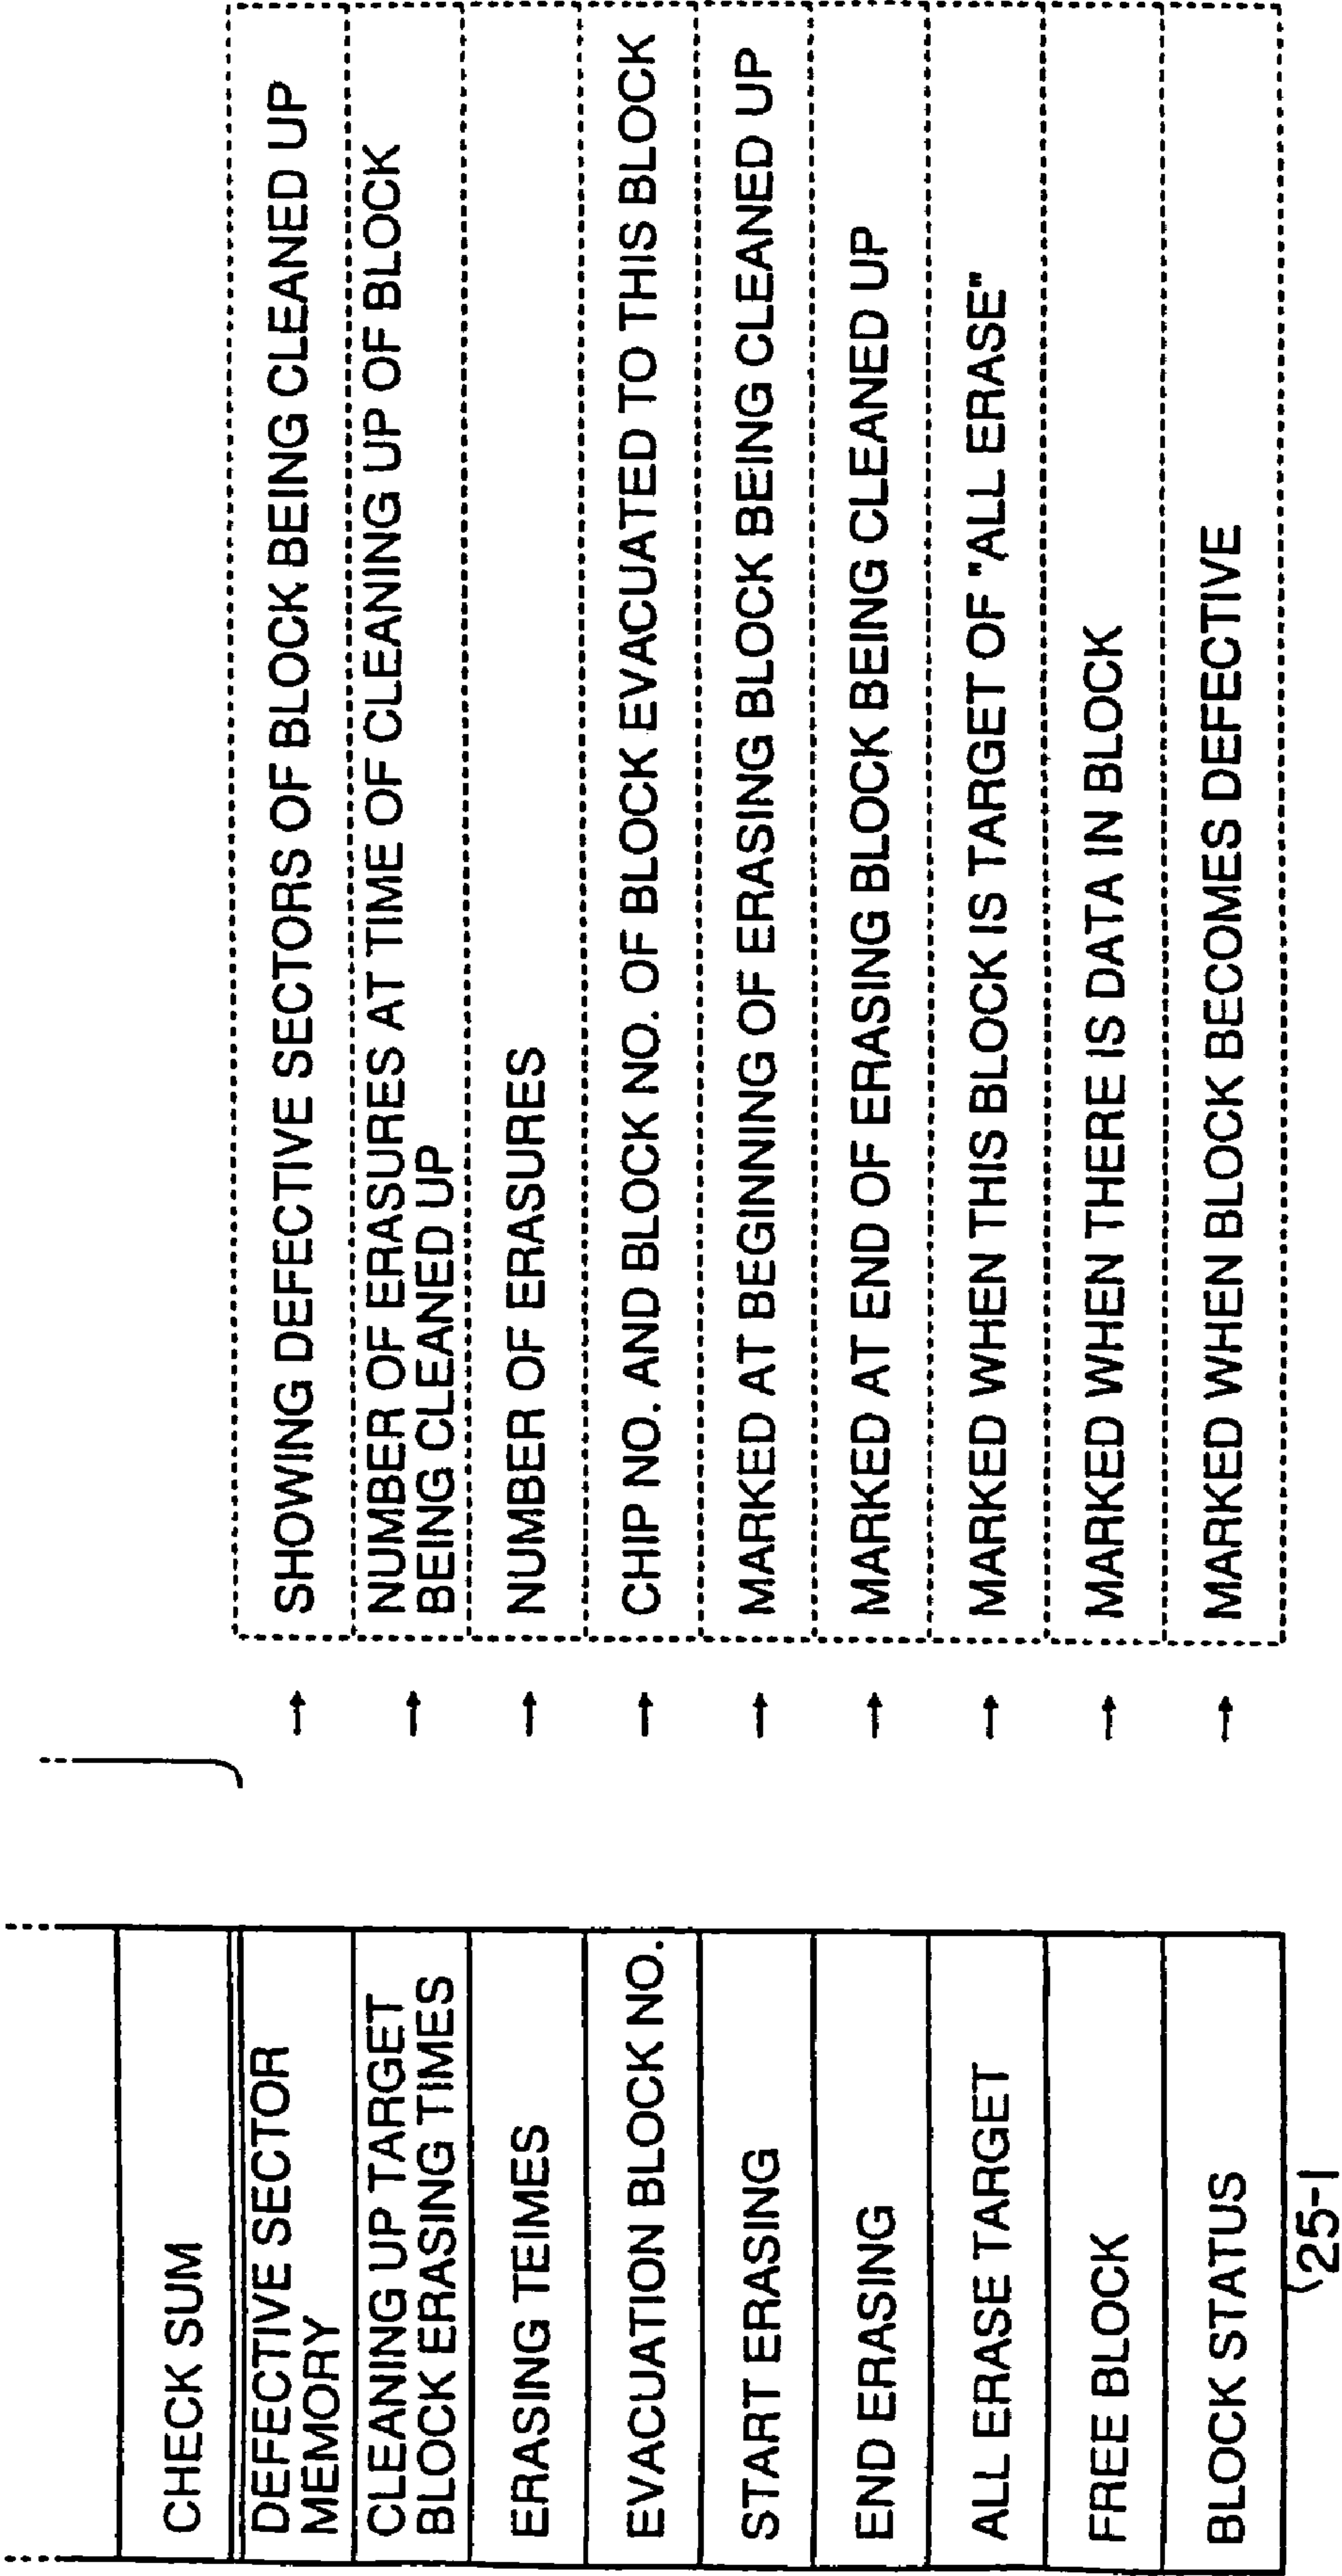 CHECK SUM
DEFECTIVE SECTOR
MEMORY
SHOWING DEFECTIVE SECTORS OF BLOCK BEING CLEANED UP
CLEANING UP TARGET
BLOCK ERASING TIMES
NUMBER OF ERASURES AT TIME OF CLEANING UP OF BLOCK
BEING CLEANED UP
ERASING TEIMES
NUMBER OF ERASURES
EVACUATION BLOCK NO.
CHIP NO. AND BLOCK NO. OF BLOCK EVACUATED TO THIS BLOCK
START ERASING
MARKED AT BEGINNING OF ERASING BLOCK BEING CLEANED UP
END ERASING
MARKED AT END OF ERASING BLOCK BEING CLEANED UP
ALL ERASE TARGET
MARKED WHEN THIS BLOCK IS TARGET OF "ALL ERASE"
FREE BLOCK
MARKED WHEN THERE IS DATA IN BLOCK
BLOCK STATUS
MARKED WHEN BLOCK BECOMES DEFECTIVE
25-1